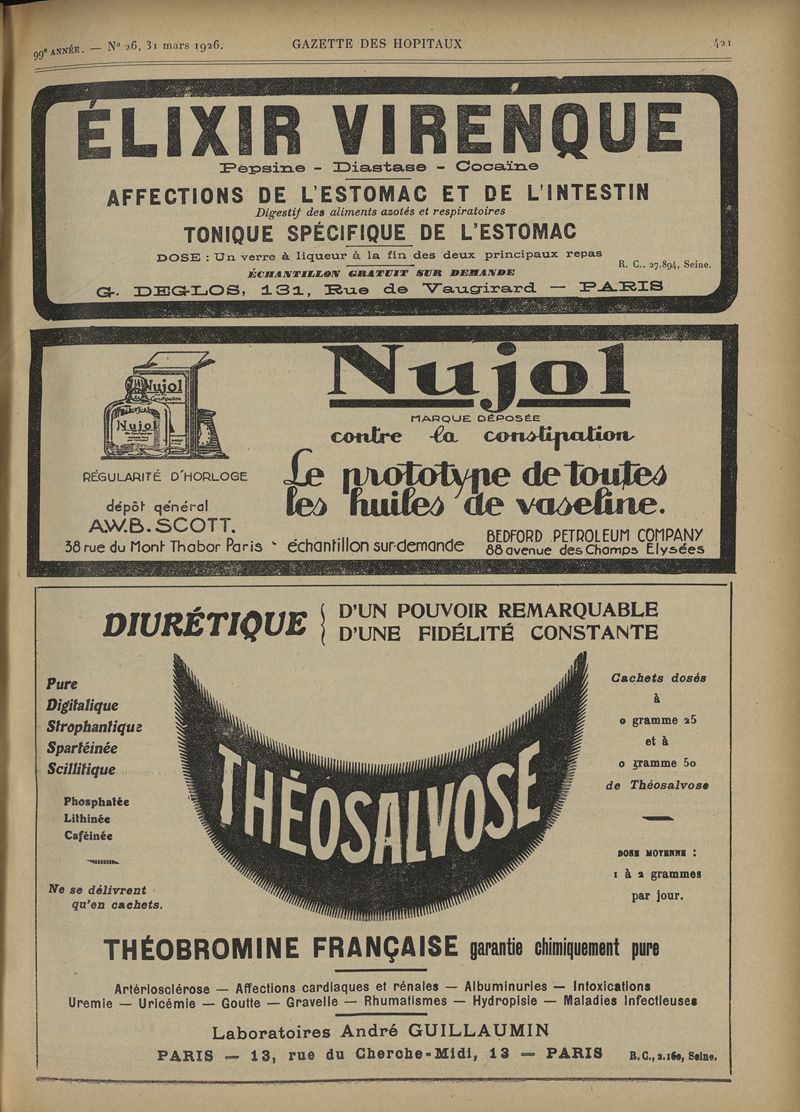 99e ANNÉE. — No 26, 31 mars 1926.
GAZETTE DES HOPITAUX
421
ÉLIXIR VIRENQUE
Pepsine - Diastase - Cocaïne
AFFECTIONS DE L'ESTOMAC ET DE L'INTESTIN
Digestif des aliments azotés et respiratoires
TONIQUE SPÉCIFIQUE DE L'ESTOMAC
DOSE : Un verre à liqueur à la fin des deux principaux repas
R. C.. 27.894, Seine.
ÉCHANTILLON GRATUIT SUR DEMANDE
G. DEGLOS, 131, Rue de Vaugirard — PARIS
Nujol
Nujol
Nujol
MARQUE DÉPOSÉE
contre la constipation
RÉGULARITÉ D'HORLOGE
Le prototype de toutes
les huiles de vaseline.
dépôt général
A.W.B. SCOTT.
38 rue du Mont Thabor Paris
échantillon sur demande
BEDFORD PETROLEUM COMPANY
88 avenue des Champs Elysées
DIURÉTIQUE
D'UN POUVOIR REMARQUABLE
D'UNE FIDÉLITÉ CONSTANTE
Pure
Digitalique
Strophantique
Spartéinée
Scillitique
Phosphatée
Lithinée
Caféinée
Ne se délivrent
qu'en cachets.
THÉOSALVOSE
Cachets dosés
à
0 gramme 25
et à
0 gramme 50
de Théosalvose
DOSE MOYENNE :
1 à 2 grammes
par jour.
THÉOBROMINE FRANÇAISE garantie chimiquement pure
Artériosclérose — Affections cardiaques et rénales — Albuminuries — Intoxications
Uremie — Uricémie — Goutte — Gravelle — Rhumatismes — Hydropisie — Maladies Infectieuses
Laboratoires André GUILLAUMIN
PARIS — 13, rue du Cherche-Midi, 13 — PARIS
R. C., 2.160, Seine.